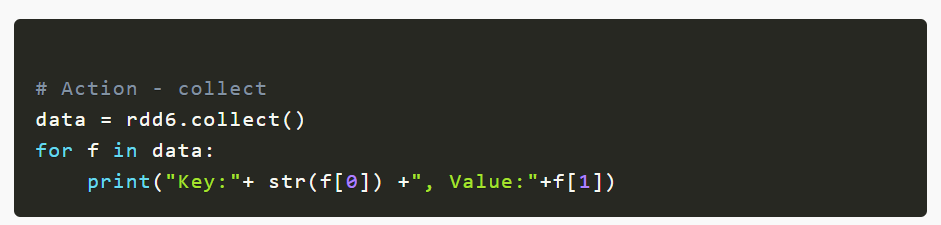 # Action - collect
data = rdd6.collect()
for f in data:
    print("Key:"+ str(f[0]) +", Value:"+f[1])